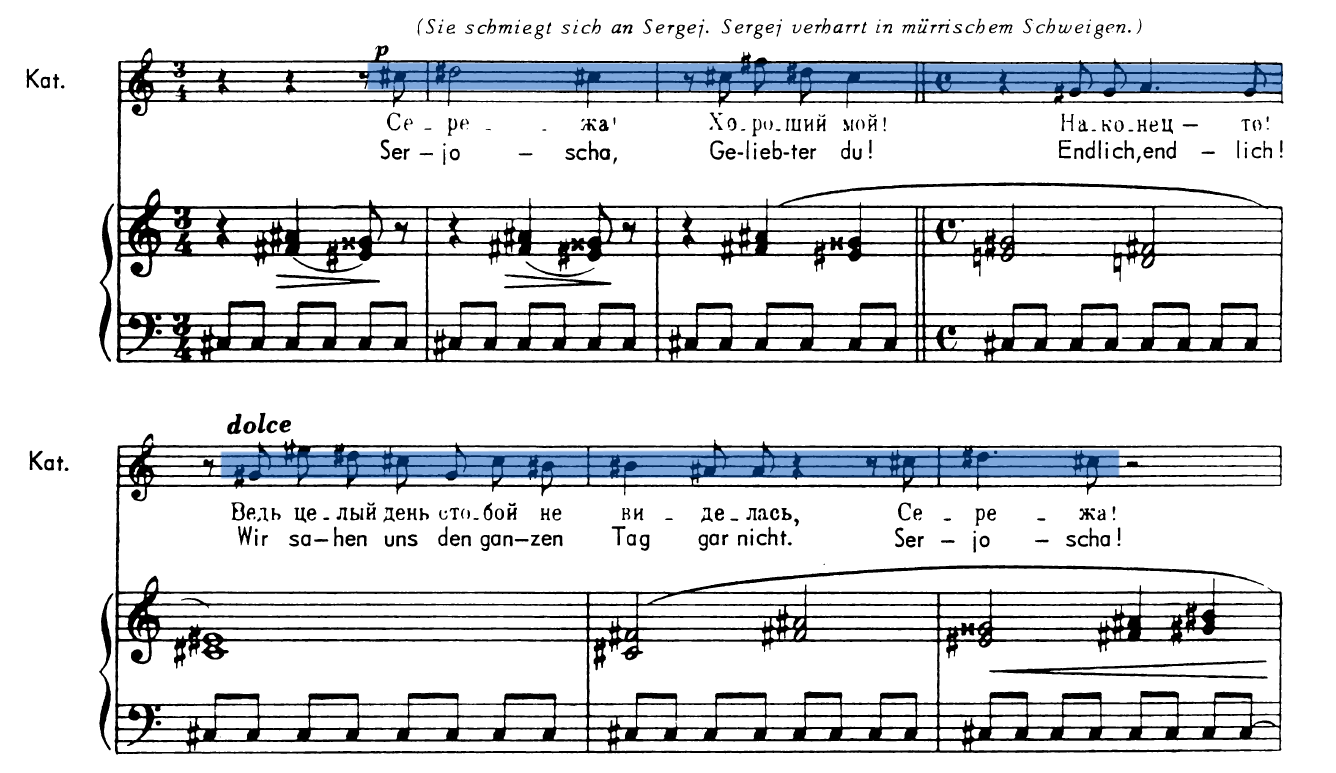 (Sie schmiegt sich an Sergej. Sergej verharrt in mürrischem Schweigen.)
p
Kat.
Се - ре - - жа! Хо-ро-ший мой! На-ко-нец – то!
Ser – jo – scha, Ge-lieb-ter du! Endlich,end – lich!
dolce
Kat.
Ведь це-лый день сто-бой не ви - де-лась, Се - ре - жа!
Wir sa-hen uns den gan-zen Tag gar nicht. Ser – jo – scha!